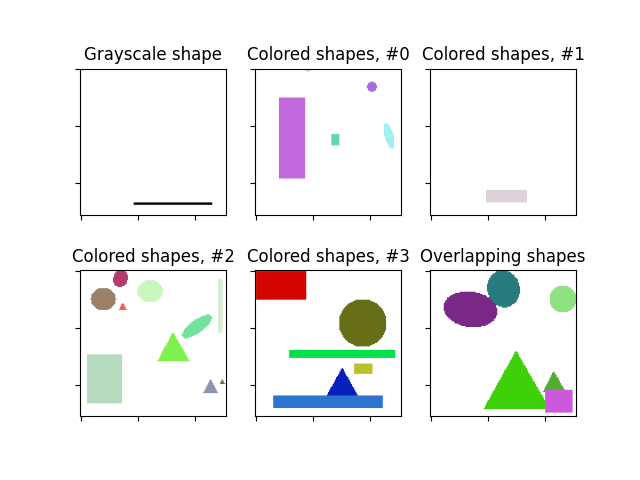 Grayscale shape
Colored shapes, #0
Colored shapes, #1
Colored shapes, #2
Colored shapes, #3
Overlapping shapes